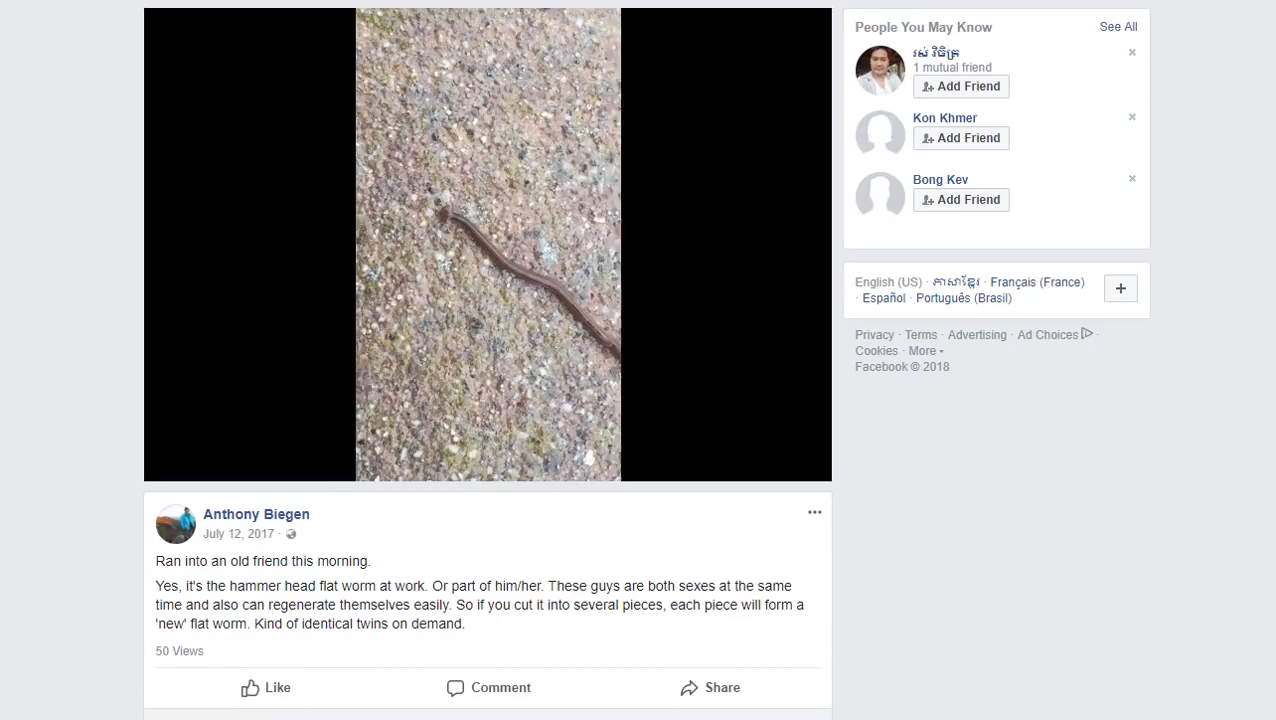 People You May Know
See All
រស់ វិចិត្រ
1 mutual friend
Add Friend
Kon Khmer
Add Friend
Bong Kev
Add Friend
English (US) · ភាសាខ្មែរ · Français (France)
· Español · Português (Brasil)
Privacy · Terms · Advertising · Ad Choices ·
Cookies · More
Facebook © 2018
Anthony Biegen
July 12, 2017 ·
Ran into an old friend this morning.
Yes, it's the hammer head flat worm at work. Or part of him/her. These guys are both sexes at the same
time and also can regenerate themselves easily. So if you cut it into several pieces, each piece will form a
'new' flat worm. Kind of identical twins on demand.
50 Views
Like
Comment
Share